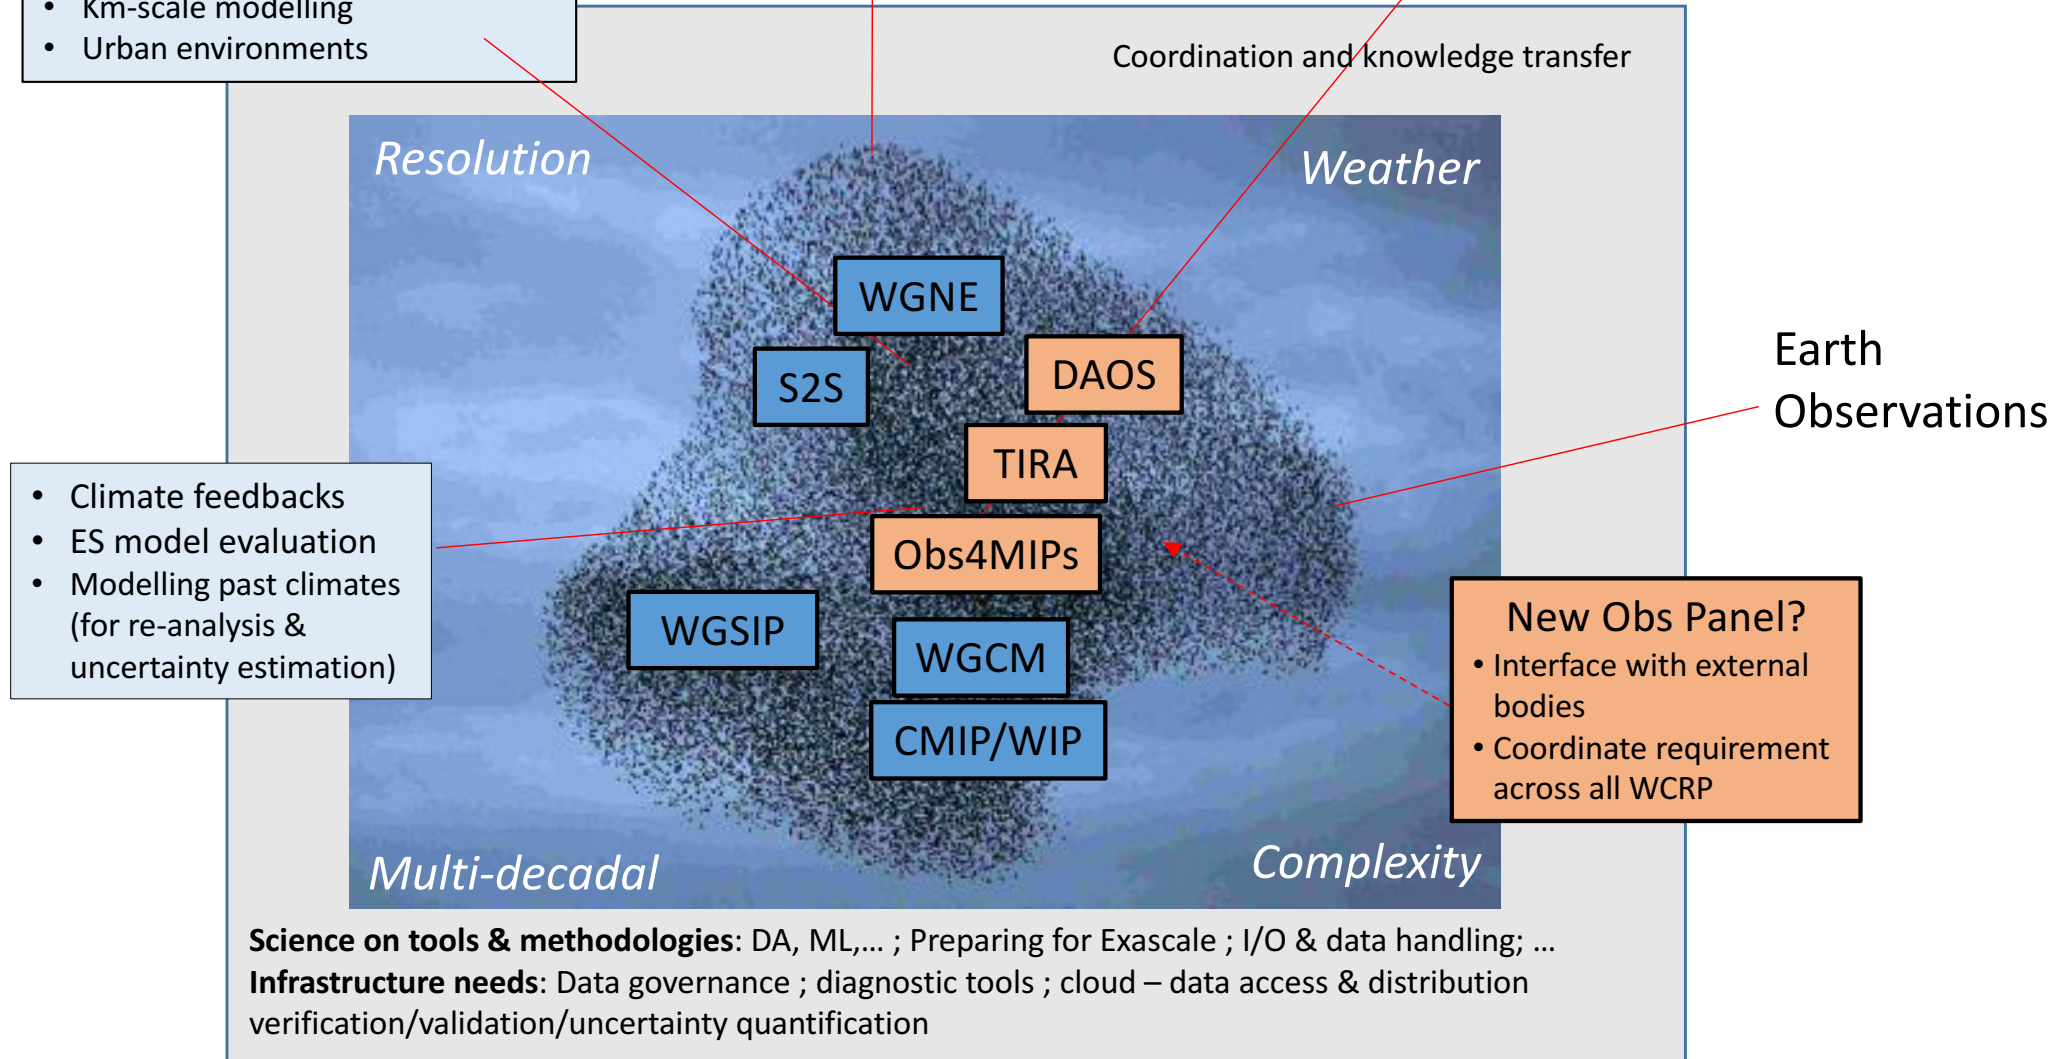 • Km-scale modelling
• Urban environments
Coordination and knowledge transfer
Resolution
Weather
WGNE
S2S
DAOS
TIRA
Obs4MIPs
WGSIP
WGCM
CMIP/WIP
Earth
Observations
• Climate feedbacks
• ES model evaluation
• Modelling past climates
(for re-analysis &
uncertainty estimation)
New Obs Panel?
• Interface with external
bodies
• Coordinate requirement
across all WCRP
Multi-decadal
Complexity
Science on tools & methodologies: DA, ML,... ; Preparing for Exascale ; I/O & data handling; ...
Infrastructure needs: Data governance ; diagnostic tools ; cloud – data access & distribution
verification/validation/uncertainty quantification